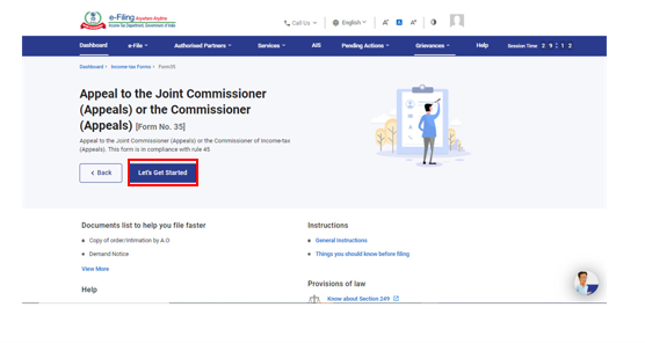 e-Filing Anywhere Anytime
Income Tax Department, Government of India
Call Us
English
A
A
A
Dashboard e-File Authorised Partners Services AIS Pending Actions Grievances Help Session Time 2 9 : 1 2
Dashboard > Income-tax Forms > Form35
Appeal to the Joint Commissioner
(Appeals) or the Commissioner
(Appeals) [Form No. 35]
Appeal to the Joint Commissioner (Appeals) or the Commissioner of Income-tax
(Appeals). This form is in compliance with rule 45
< Back
Let's Get Started
Documents list to help you file faster
Copy of order/Intimation by A.O
Demand Notice
View More
Help
Instructions
General Instructions
Things you should know before filing
Provisions of law
Know about Section 249